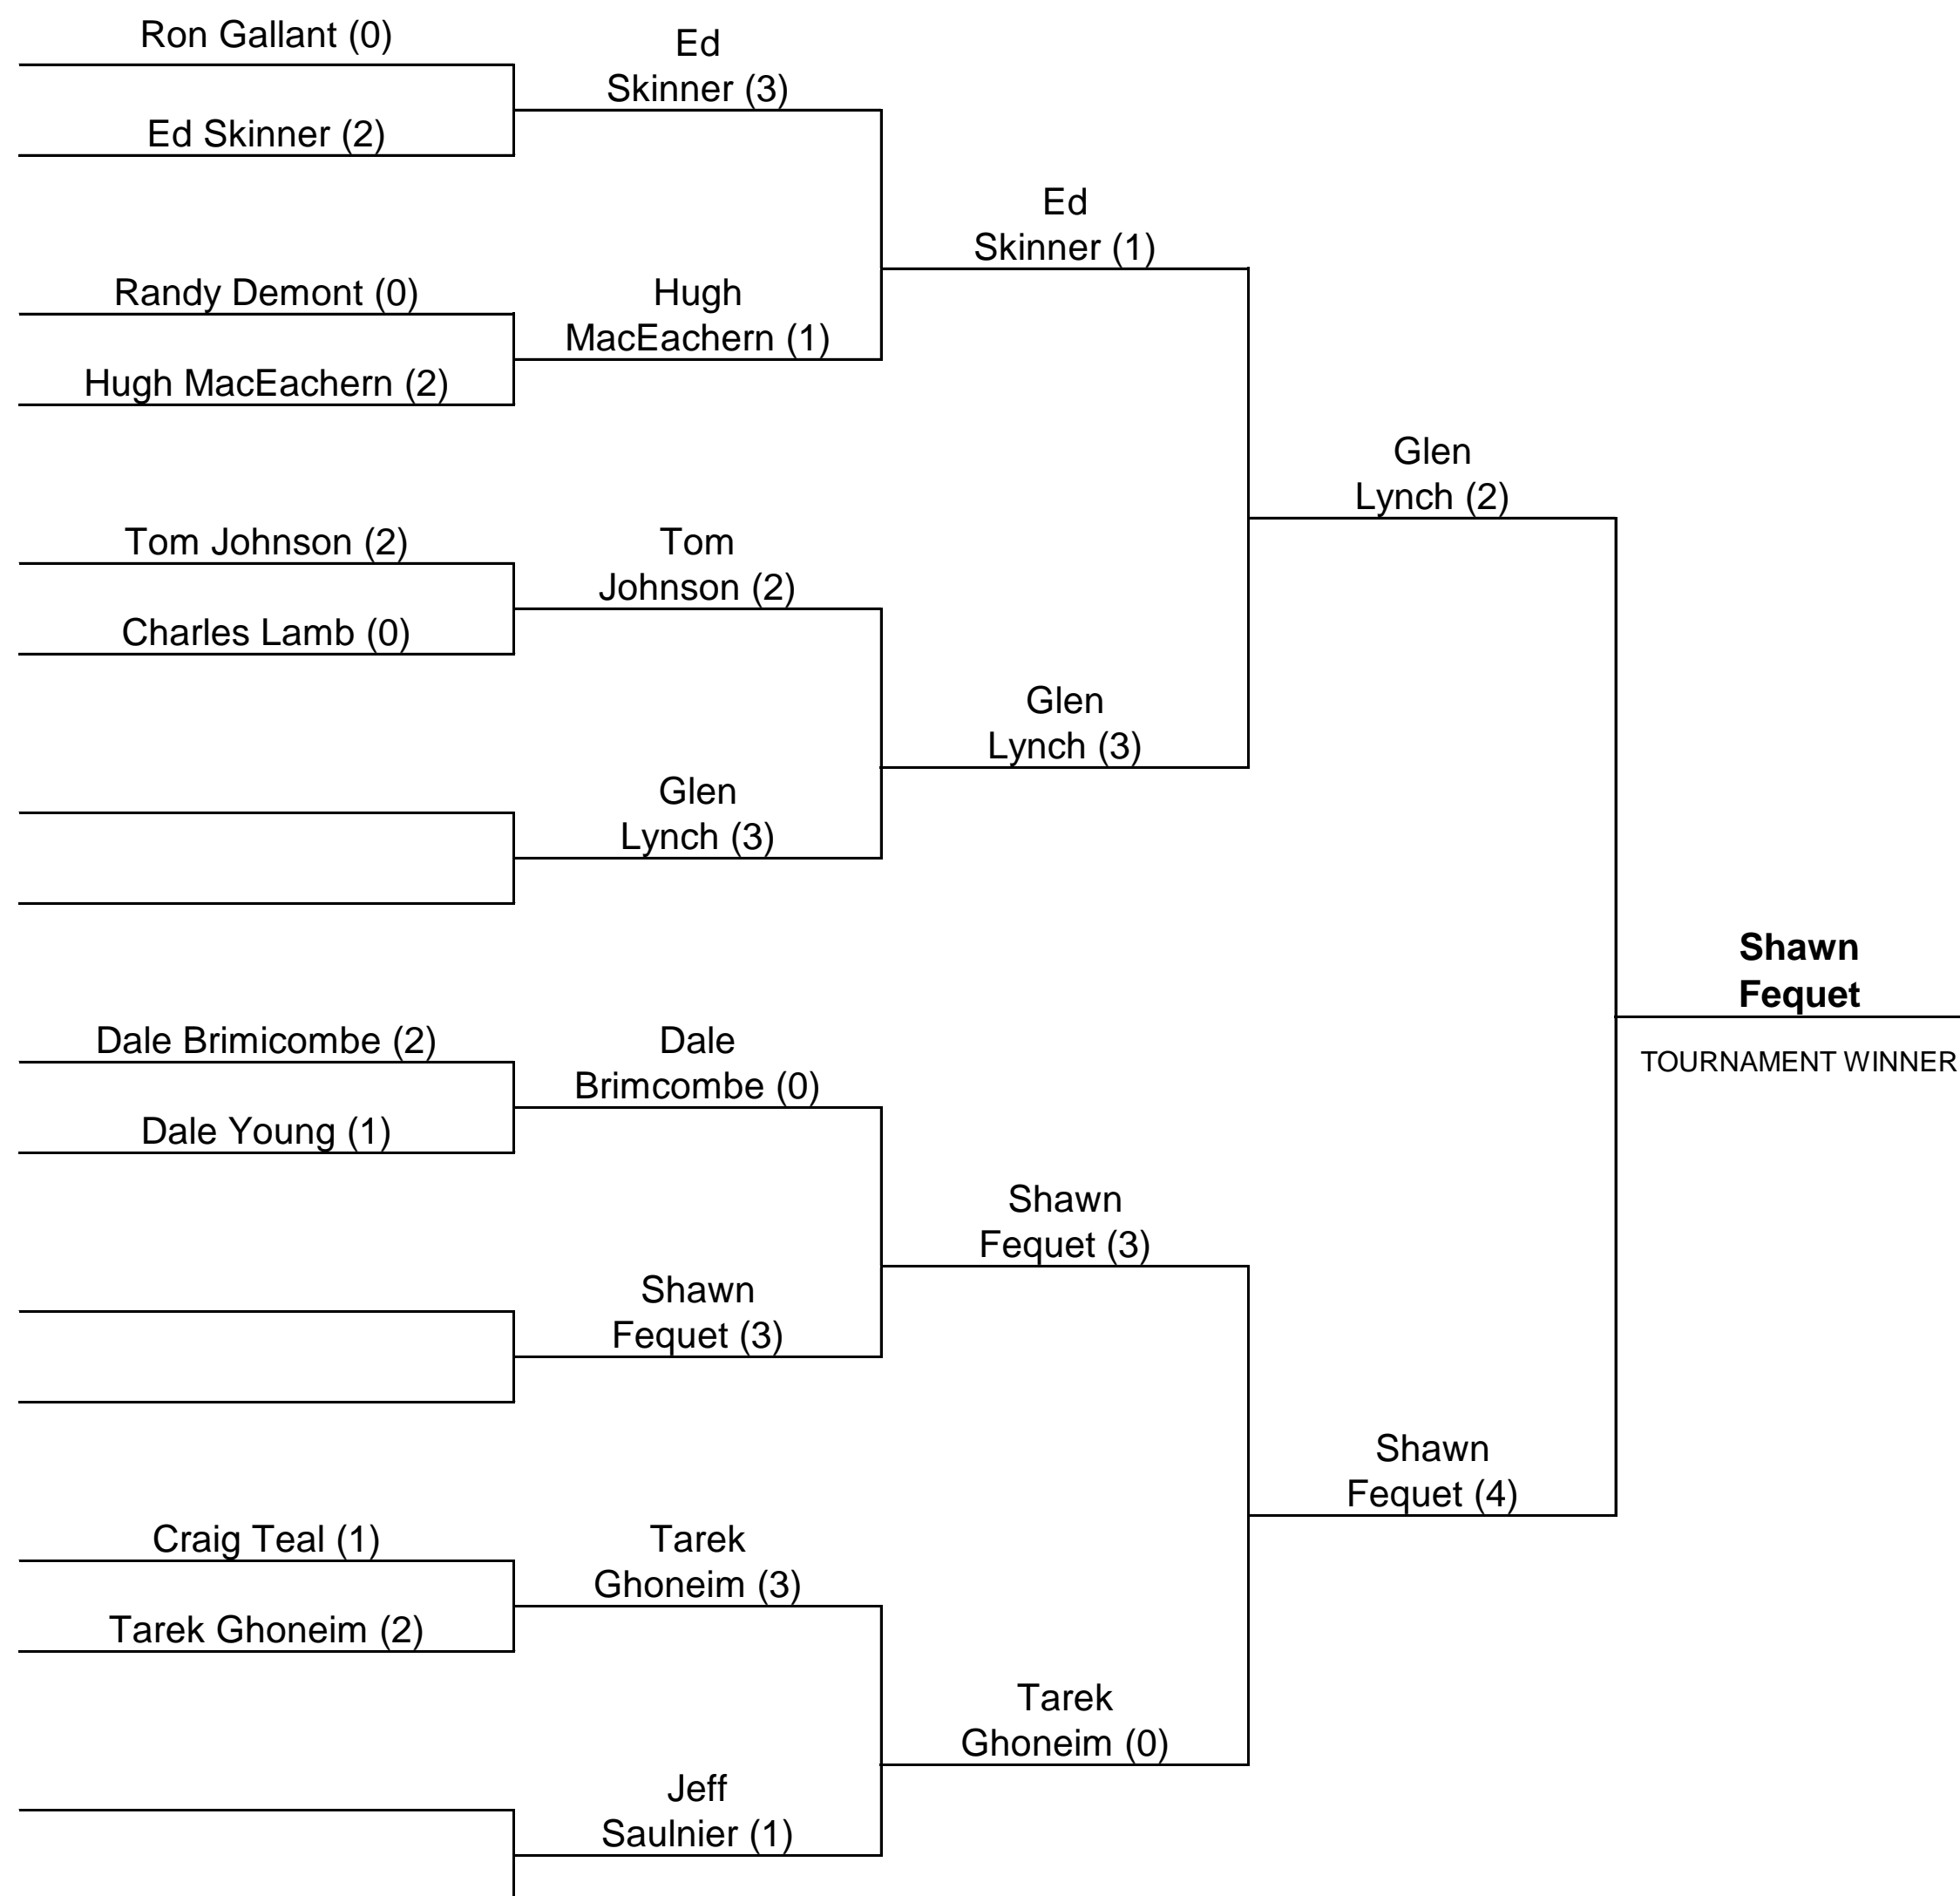 Ron Gallant (0)
Ed Skinner (2)
Randy Demont (0)
Hugh MacEachern (2)
Tom Johnson (2)
Charles Lamb (0)
Dale Brimicombe (2)
Dale Young (1)
Craig Teal (1)
Tarek Ghoneim (2)
Ed
Skinner (3)
Hugh
MacEachern (1)
Tom
Johnson (2)
Glen
Lynch (3)
Dale
Brimcombe (0)
Shawn
Fequet (3)
Tarek
Ghoneim (3)
Jeff
Saulnier (1)
Ed
Skinner (1)
Glen
Lynch (3)
Shawn
Fequet (3)
Tarek
Ghoneim (0)
Glen
Lynch (2)
Shawn
Fequet (4)
Shawn
Fequet
TOURNAMENT WINNER